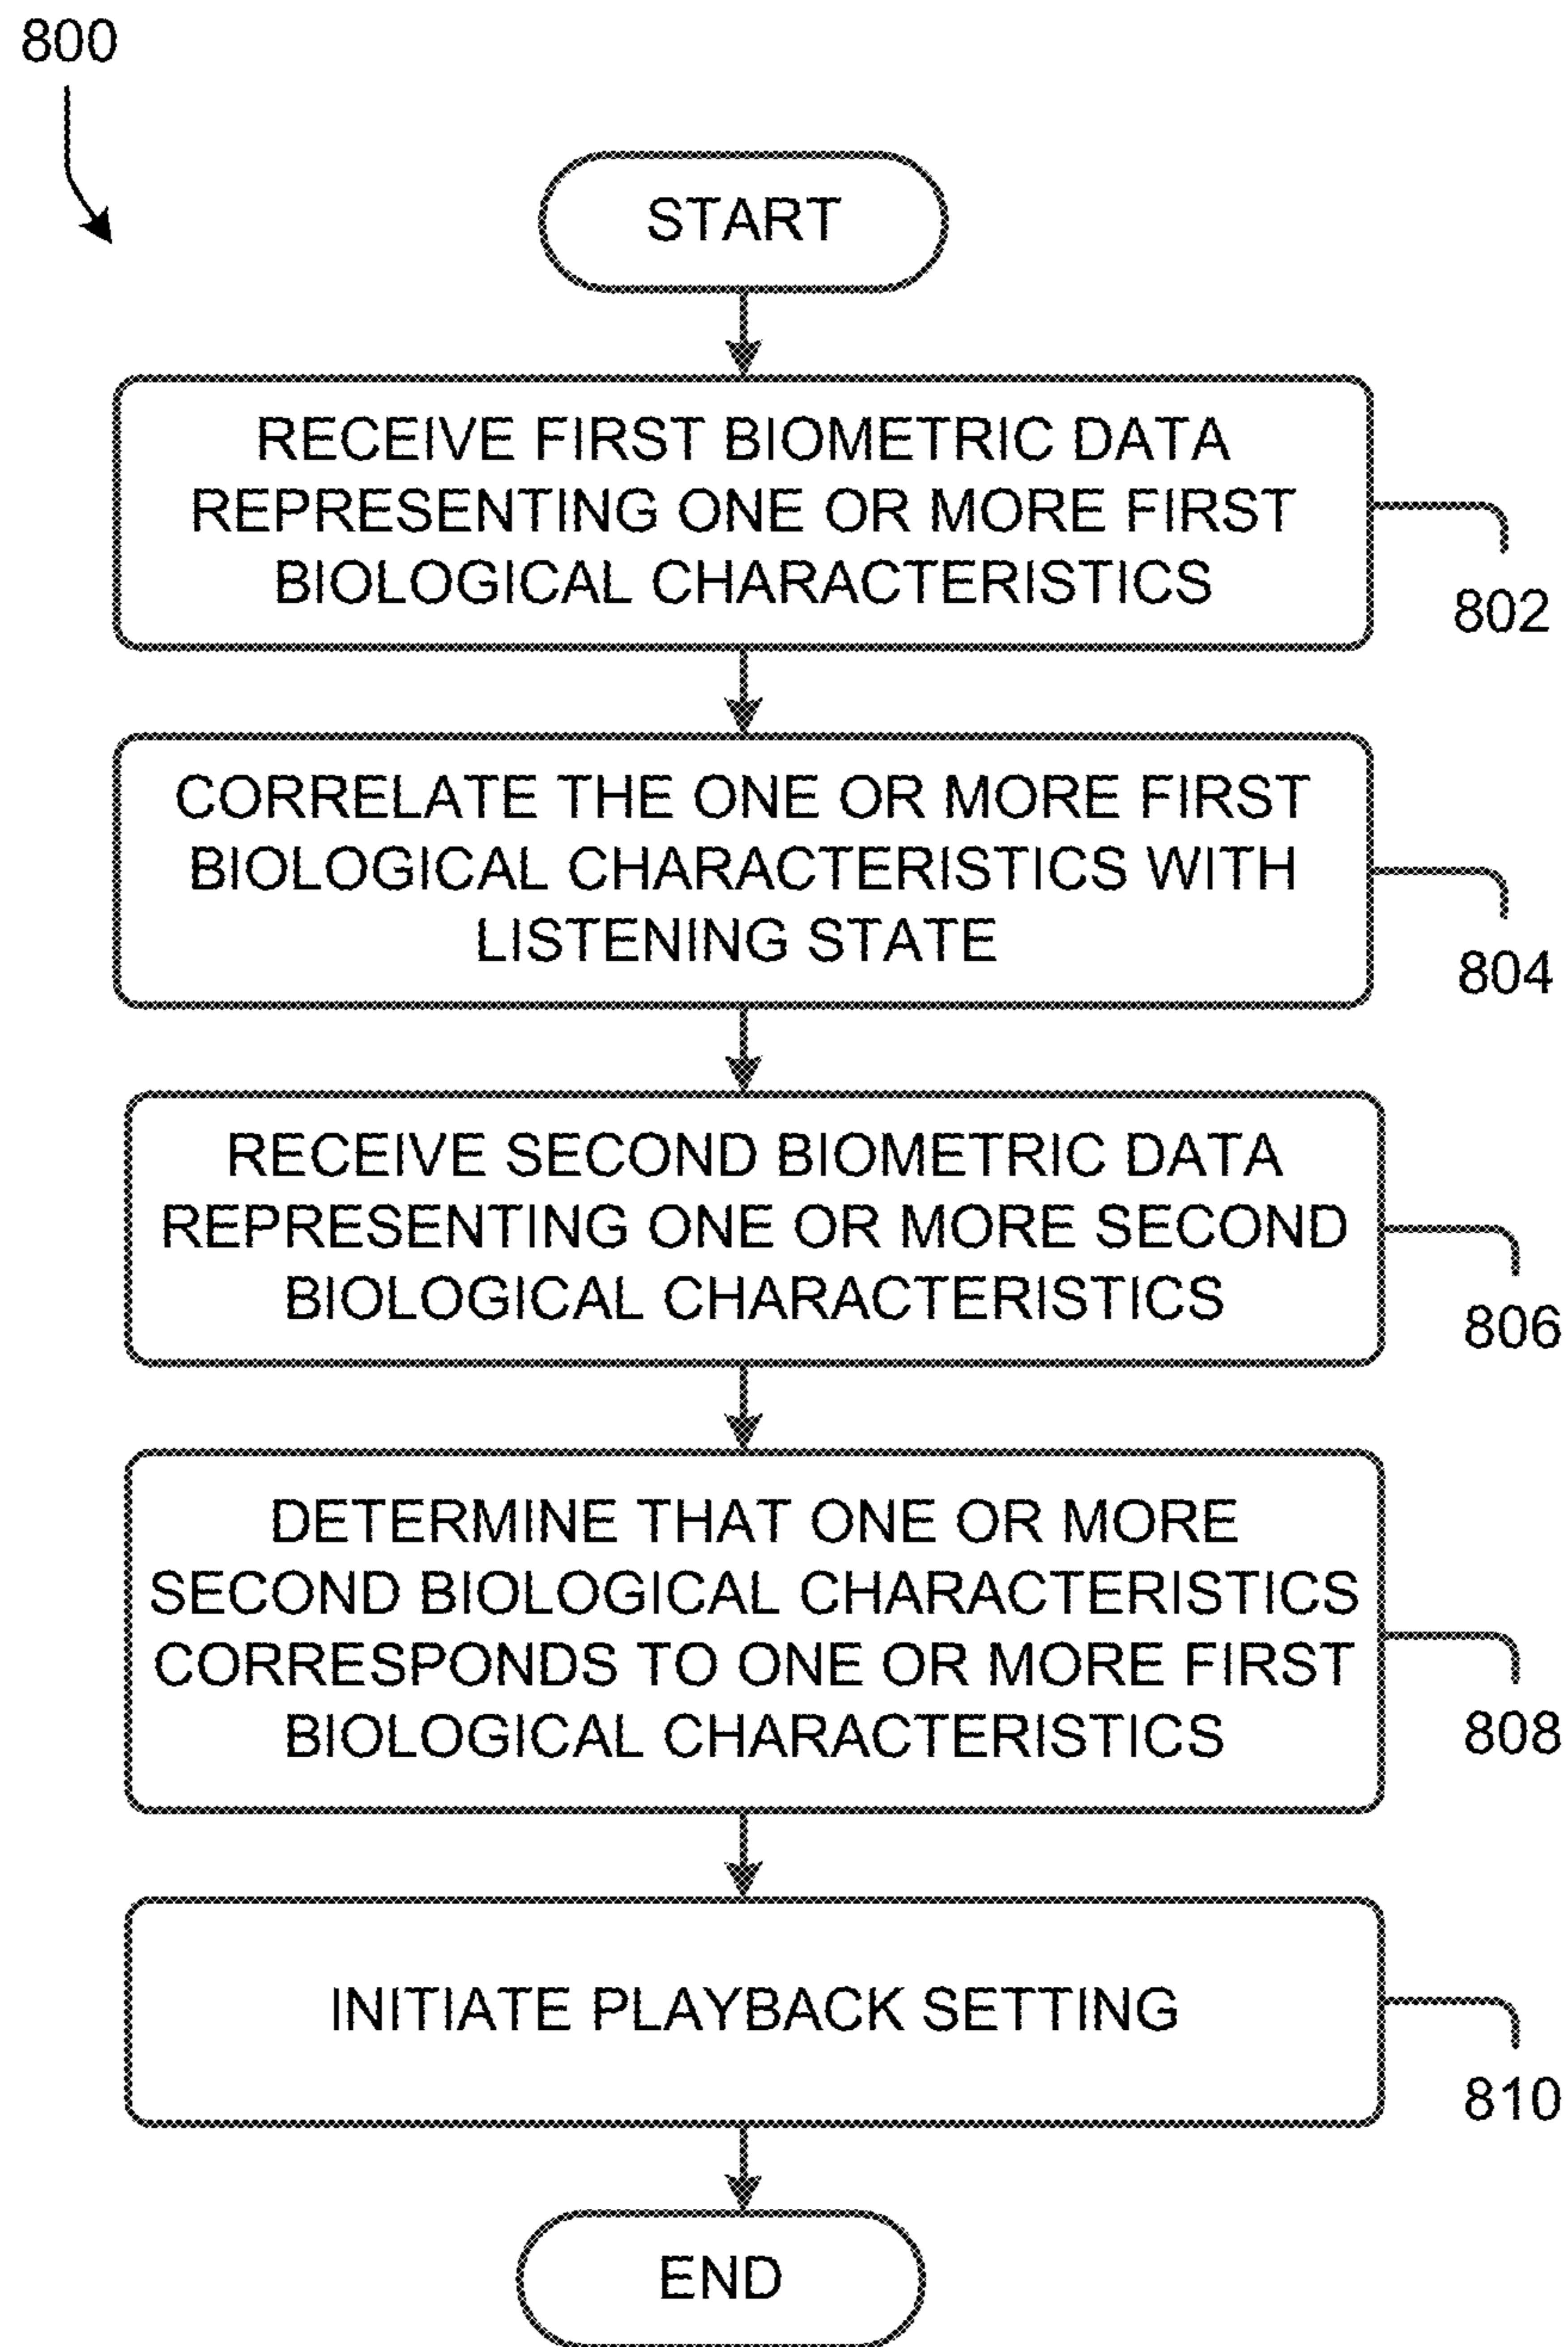 800
START
RECEIVE FIRST BIOMETRIC DATA
REPRESENTING ONE OR MORE FIRST
BIOLOGICAL CHARACTERISTICS
802
CORRELATE THE ONE OR MORE FIRST
BIOLOGICAL CHARACTERISTICS WITH
LISTENING STATE
804
RECEIVE SECOND BIOMETRIC DATA
REPRESENTING ONE OR MORE SECOND
BIOLOGICAL CHARACTERISTICS
806
DETERMINE THAT ONE OR MORE
SECOND BIOLOGICAL CHARACTERISTICS
CORRESPONDS TO ONE OR MORE FIRST
BIOLOGICAL CHARACTERISTICS
808
INITIATE PLAYBACK SETTING
810
END